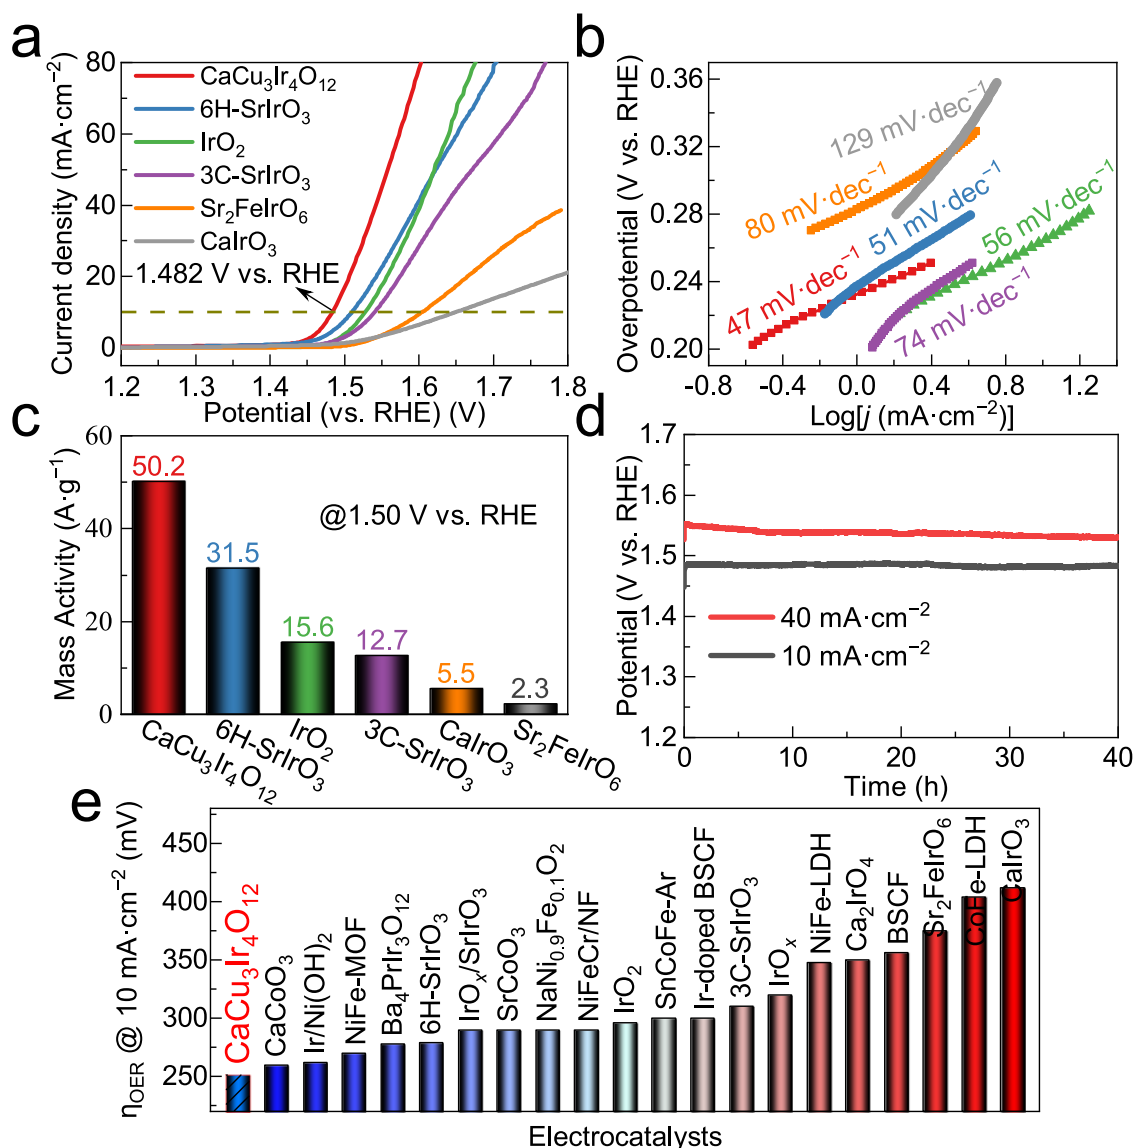 a
80
60
40
20
0
Current density (mA·cm⁻²)
CaCu₃Ir₄O₁₂
6H-SrIrO₃
IrO₂
3C-SrIrO₃
Sr₂FeIrO₆
CaIrO₃
1.482 V vs. RHE
1.2 1.3 1.4 1.5 1.6 1.7 1.8
Potential (vs. RHE) (V)
b
0.36
0.32
0.28
0.24
0.20
Overpotential (V vs. RHE)
129 mV·dec⁻¹
80 mV·dec⁻¹
51 mV·dec⁻¹
56 mV·dec⁻¹
47 mV·dec⁻¹
74 mV·dec⁻¹
-0.8 -0.4 0.0 0.4 0.8 1.2
Log[j (mA·cm⁻²)]
c
60
40
20
0
Mass Activity (A·g⁻¹)
@1.50 V vs. RHE
50.2
31.5
15.6
12.7
5.5
2.3
CaCu₃Ir₄O₁₂
6H-SrIrO₃
IrO₂
3C-SrIrO₃
CaIrO₃
Sr₂FeIrO₆
d
1.7
1.6
1.5
1.4
1.3
1.2
Potential (V vs. RHE)
40 mA·cm⁻²
10 mA·cm⁻²
0 10 20 30 40
Time (h)
e
450
400
350
300
250
ηOER @ 10 mA·cm⁻² (mV)
CaCu₃Ir₄O₁₂
CaCoO₃
Ir/Ni(OH)₂
NiFe-MOF
Ba₄PrIr₃O₁₂
6H-SrIrO₃
IrOₓ/SrIrO₃
SrCoO₃
NaNi₀.₉Fe₀.₁O₂
NiFeCr/NF
IrO₂
SnCoFe-Ar
Ir-doped BSCF
3C-SrIrO₃
IrOₓ
NiFe-LDH
Ca₂IrO₄
BSCF
Sr₂FeIrO₆
CoFe-LDH
CaIrO₃
Electrocatalysts